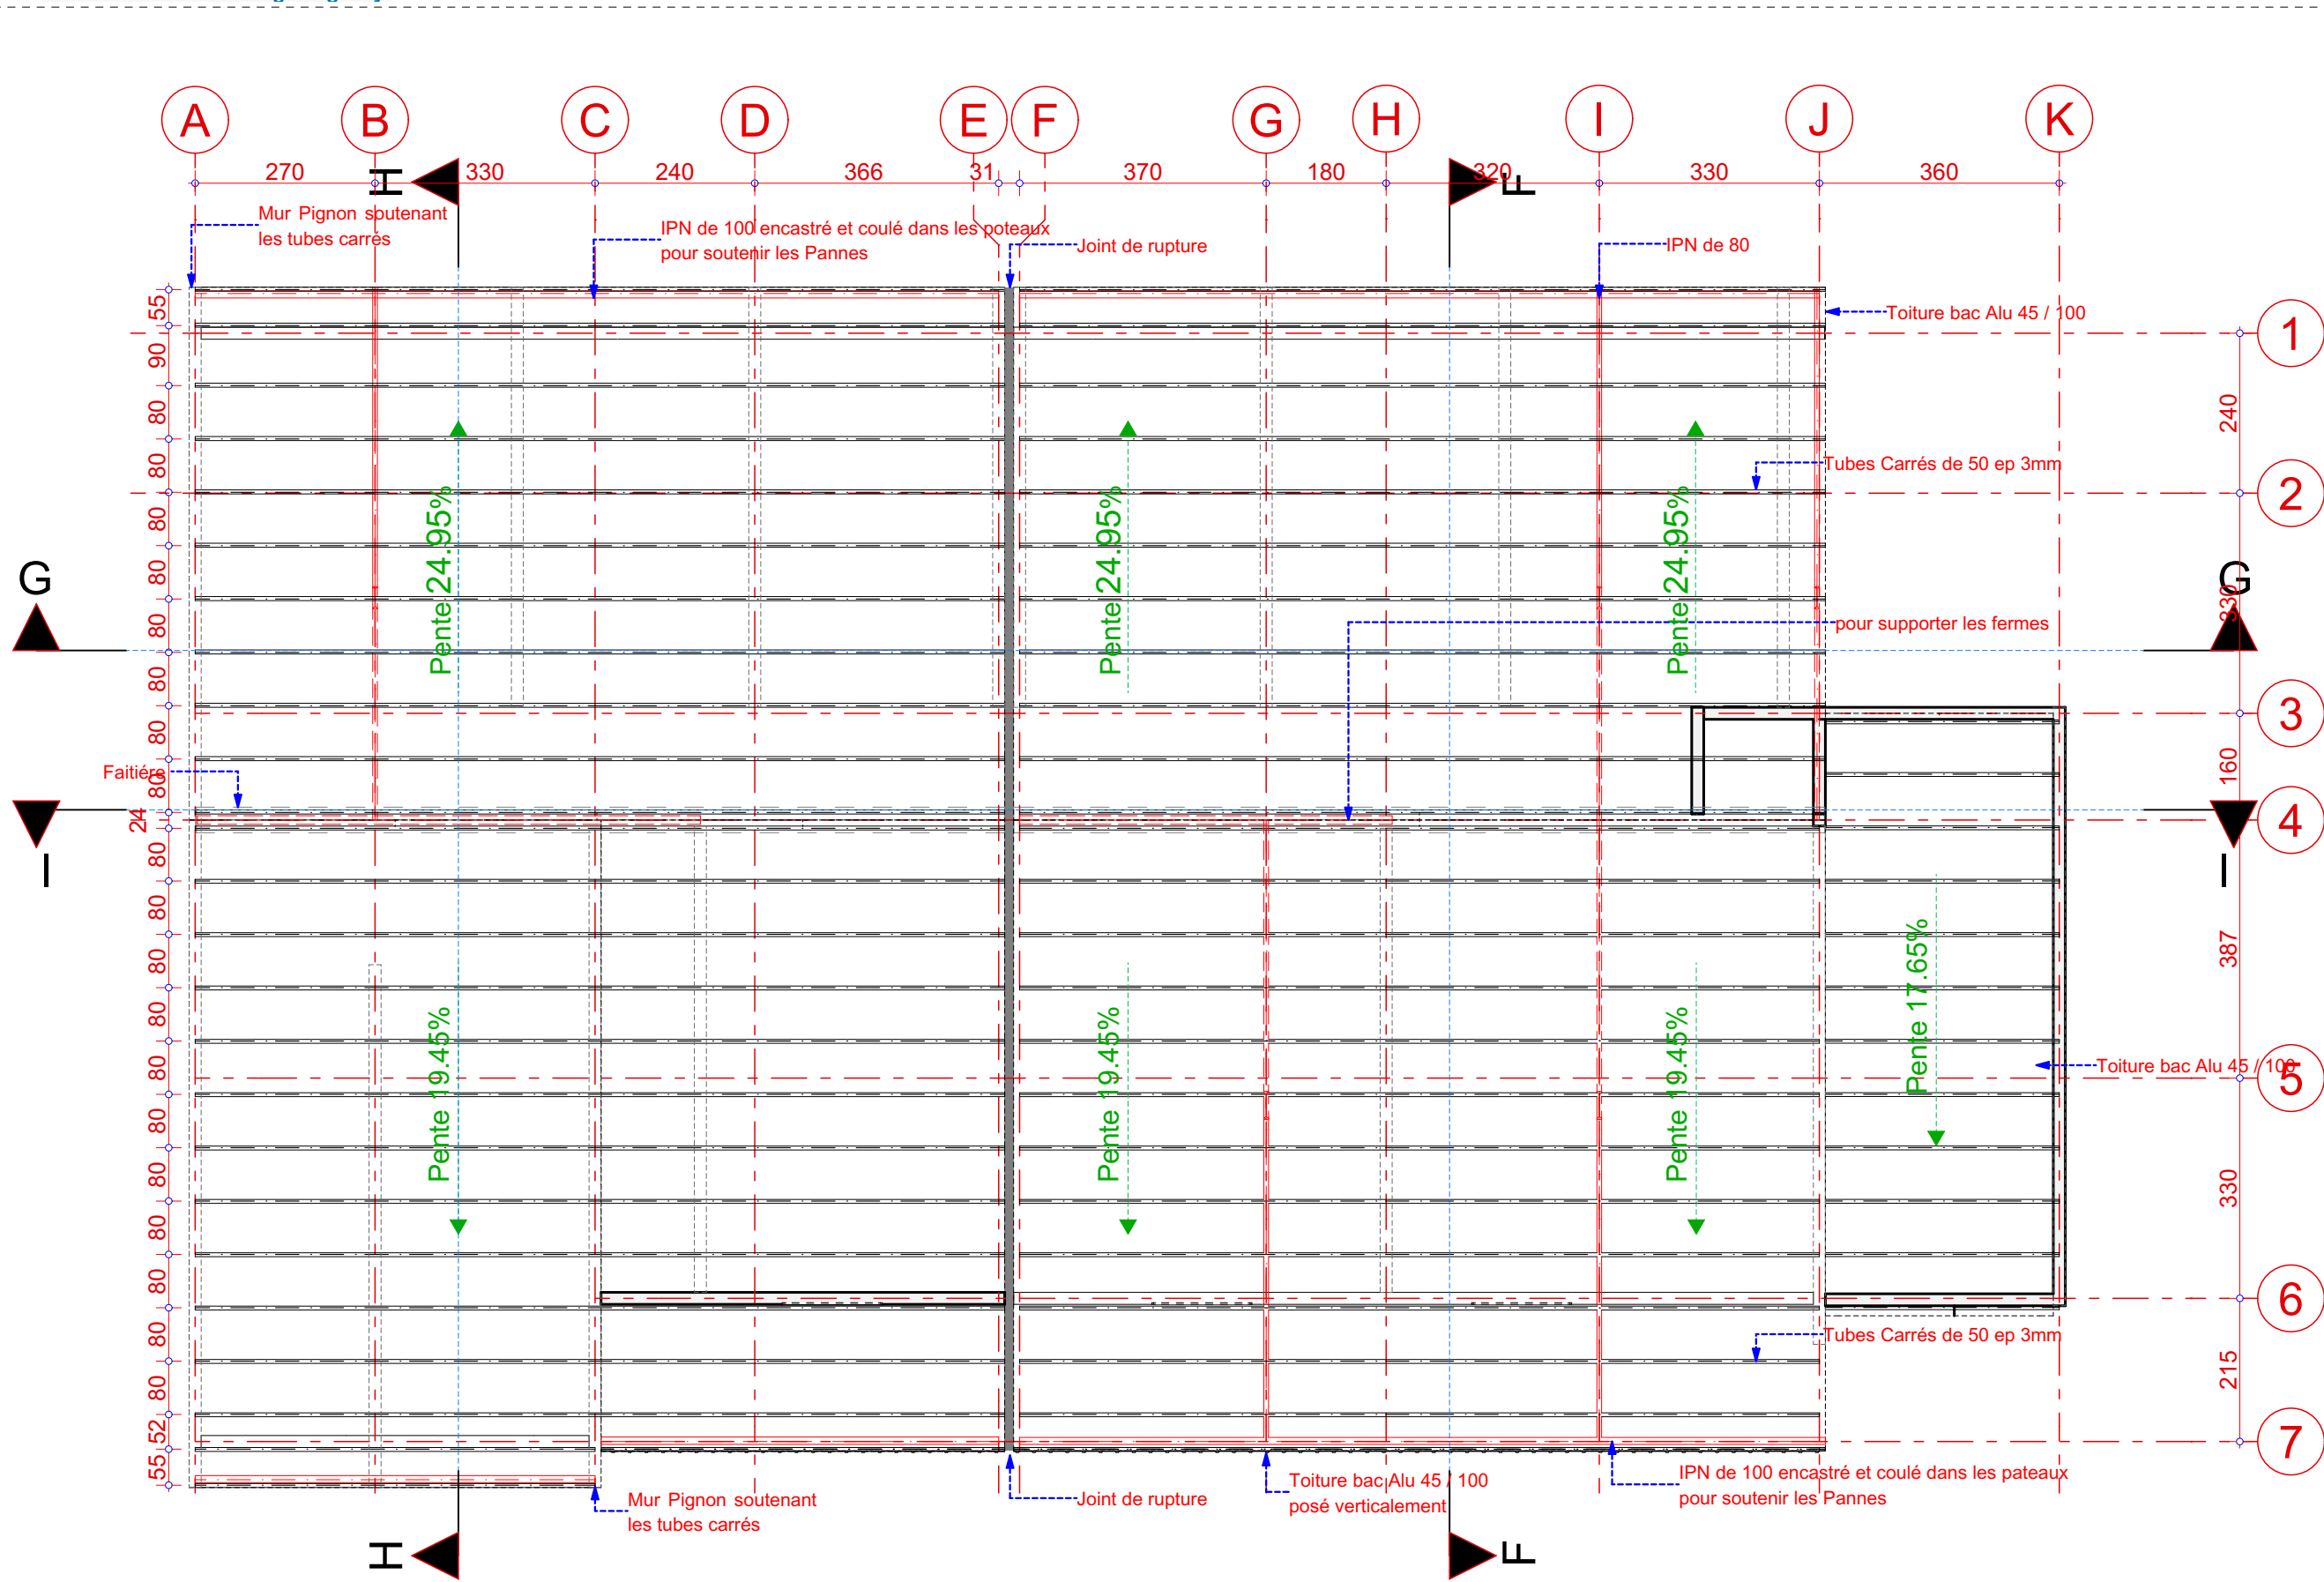 A B C D E F G H I J K
270 330 240 366 31 370 180 320 330 360
H
F
Mur Pignon soutenant
les tubes carrés
IPN de 100 encastré et coulé dans les poteaux
pour soutenir les Pannes
Joint de rupture
IPN de 80
Toiture bac Alu 45 / 100
1
55
90
80
240
80
Tubes Carrés de 50 ep 3mm
2
80
80
Pente 24.95%
Pente 24.95%
Pente 24.95%
G
G
330
80
pour supporter les fermes
80
3
80
160
Faitiére
80
24
4
I
I
80
80
387
80
80
Pente 19.45%
Pente 19.45%
Pente 19.45%
Pente 17.65%
Toiture bac Alu 45 / 100
5
80
80
80
330
80
6
80
Tubes Carrés de 50 ep 3mm
215
80
52
7
55
Mur Pignon soutenant
les tubes carrés
Joint de rupture
Toiture bac Alu 45 / 100
posé verticalement
IPN de 100 encastré et coulé dans les pateaux
pour soutenir les Pannes
H
F